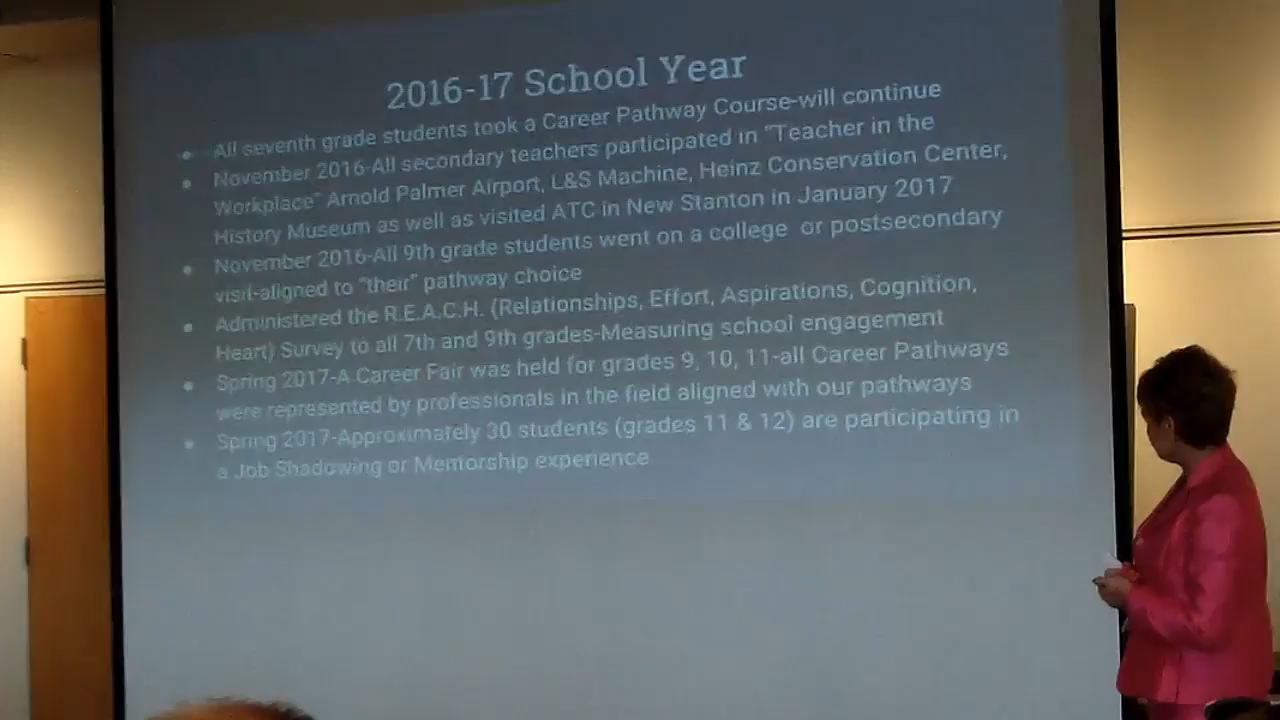 2016-17 School Year
• All seventh grade students took a Career Pathway Course-will continue
• November 2016-All secondary teachers participated in "Teacher in the
Workplace" Arnold Palmer Airport, L&S Machine, Heinz Conservation Center,
History Museum as well as visited ATC in New Stanton in January 2017
• November 2016-All 9th grade students went on a college or postsecondary
visit-aligned to "their" pathway choice
• Administered the R.E.A.C.H. (Relationships, Effort, Aspirations, Cognition,
Heart) Survey to all 7th and 9th grades-Measuring school engagement
• Spring 2017-A Career Fair was held for grades 9, 10, 11-all Career Pathways
were represented by professionals in the field aligned with our pathways
• Spring 2017-Approximately 30 students (grades 11 & 12) are participating in
a Job Shadowing or Mentorship experience